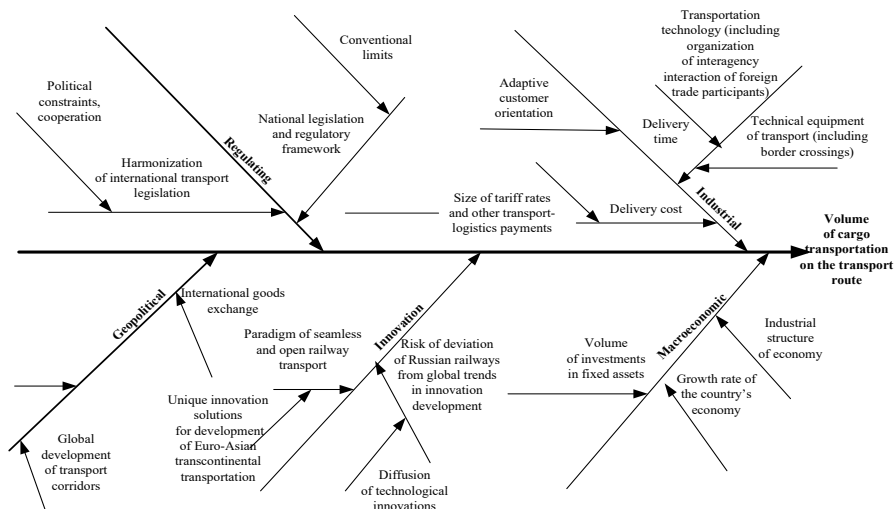 Political
constraints,
cooperation
Harmonization
of international transport
legislation
Regulating
Conventional
limits
National legislation
and regulatory
framework
Adaptive
customer
orientation
Transportation
technology (including
organization
of interagency
interaction of foreign
trade participants)
Delivery
time
Technical equipment
of transport (including
border crossings)
Size of tariff rates
and other transport-
logistics payments
Delivery cost
Industrial
Volume
of cargo
transportation
on the transport
route
Geopolitical
International goods
exchange
Global
development
of transport
corridors
Paradigm of seamless
and open railway
transport
Unique innovation
solutions
for development
of Euro-Asian
transcontinental
transportation
Innovation
Risk of deviation
of Russian railways
from global trends
in innovation
development
Diffusion
of technological
innovations
Volume
of investments
in fixed assets
Macroeconomic
Growth rate of
the country's
economy
Industrial
structure
of economy